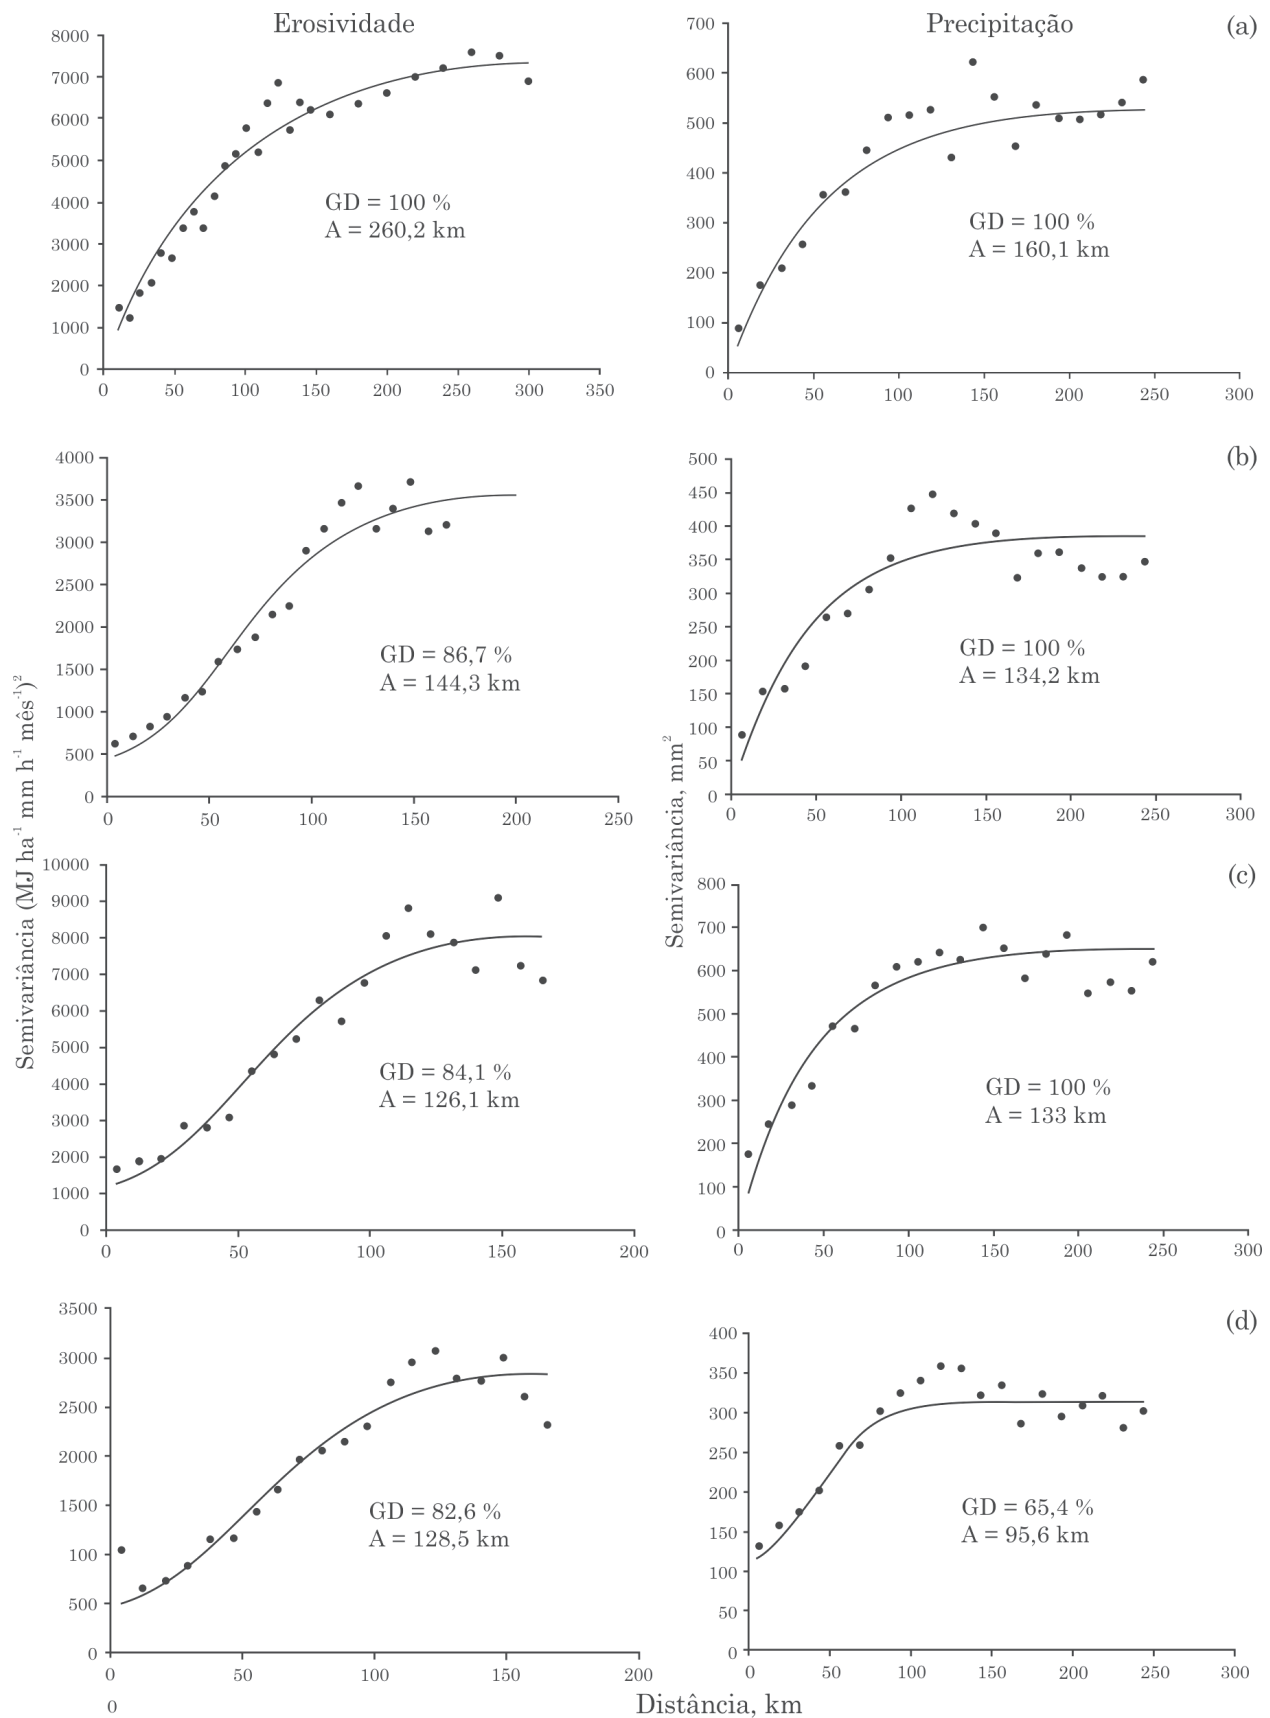 Erosividade
Precipitação
(a)
8000
7000
6000
5000
4000
3000
2000
1000
0
0 50 100 150 200 250 300 350
GD = 100 %
A = 260,2 km
700
600
500
400
300
200
100
0
0 50 100 150 200 250 300
GD = 100 %
A = 160,1 km
(b)
4000
3500
3000
2500
2000
1500
1000
500
0
0 50 100 150 200 250
GD = 86,7 %
A = 144,3 km
500
450
400
350
300
250
200
150
100
50
0
0 50 100 150 200 250 300
GD = 100 %
A = 134,2 km
Semivariância (MJ ha⁻¹ mm h⁻¹ mês⁻¹)²
Semivariância, mm²
(c)
10000
9000
8000
7000
6000
5000
4000
3000
2000
1000
0
0 50 100 150 200
GD = 84,1 %
A = 126,1 km
800
700
600
500
400
300
200
100
0
0 50 100 150 200 250 300
GD = 100 %
A = 133 km
(d)
3500
3000
2500
2000
1500
100
500
0
0 50 100 150 200
0
GD = 82,6 %
A = 128,5 km
400
350
300
250
200
150
100
50
0
0 50 100 150 200 250 300
GD = 65,4 %
A = 95,6 km
Distância, km